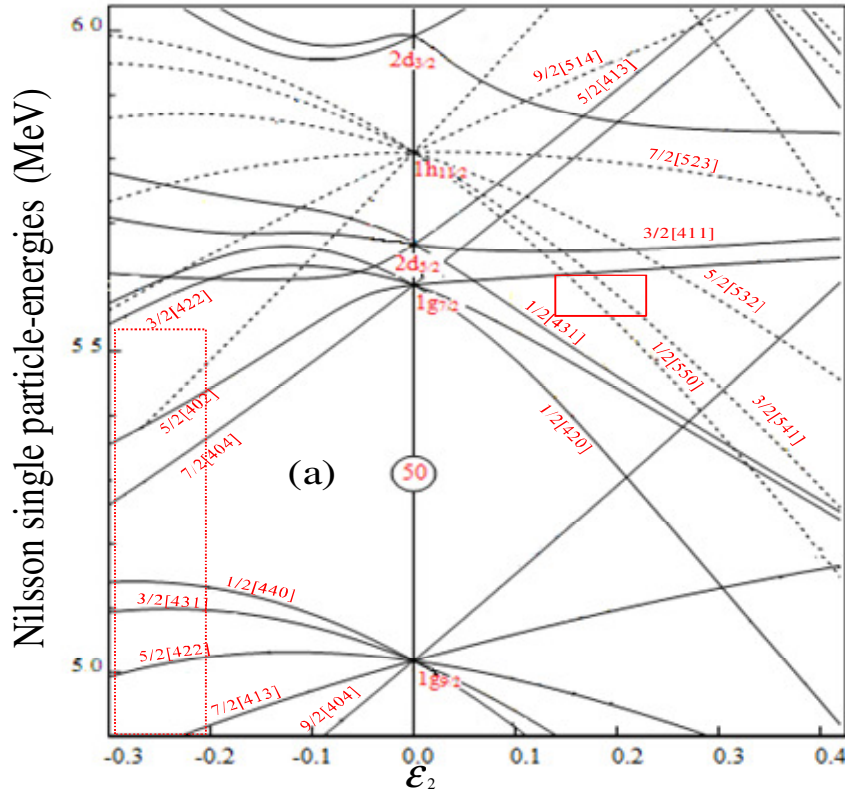 Nilsson single particle-energies (MeV)
6 0
5 5
5 0
2d3/2
9/2[514]
5/2[413]
1h11/2
7/2[523]
3/2[411]
2d5/2
5/2[532]
1g7/2
3/2[422]
1/2[431]
1/2[550]
5/2[402]
3/2[541]
7/2[404]
1/2[420]
(a)
50
1/2[440]
3/2[431]
5/2[422]
1g9/2
7/2[413]
9/2[404]
-0.3 -0.2 -0.1 0.0 0.1 0.2 0.3 0.4
ε2